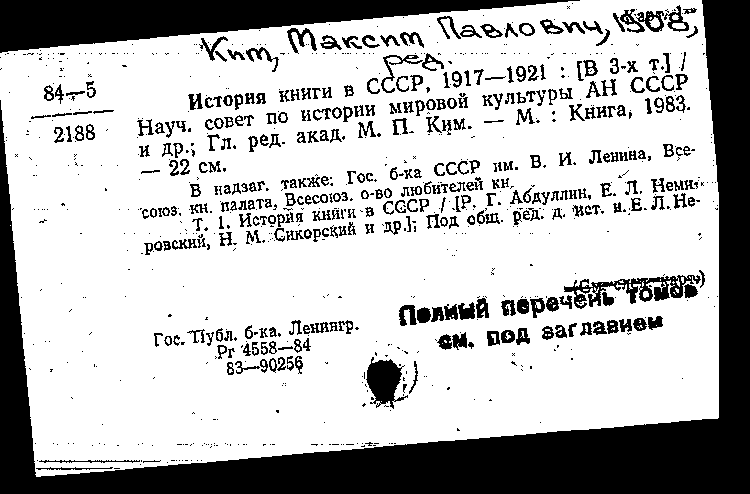 Ким, Максим Павлович, 1908,
ред.
84—5
2188
История книги в СССР, 1917—1921 : [В 3-х т.] /
Науч. совет по истории мировой культуры АН СССР
и др.; Гл. ред. акад. М. П. Ким. — М. : Книга, 1983.
— 22 см.
В надзаг. также: Гос. б-ка СССР им. В. И. Ленина, Все-
союз. кн. палата, Всесоюз. о-во любителей кн.
Т. 1. История книги в СССР / [Р. Г. Абдуллин, Е. Л. Неми-
ровский, Н. М. Сикорский и др.]; Под общ. ред. д. ист. н. Е. Л. Не-
(См. след. карт.)
Полный перечень томов
см. под заглавием
Гос. Публ. б-ка. Ленингр.
Рг 4558—84
83—90256